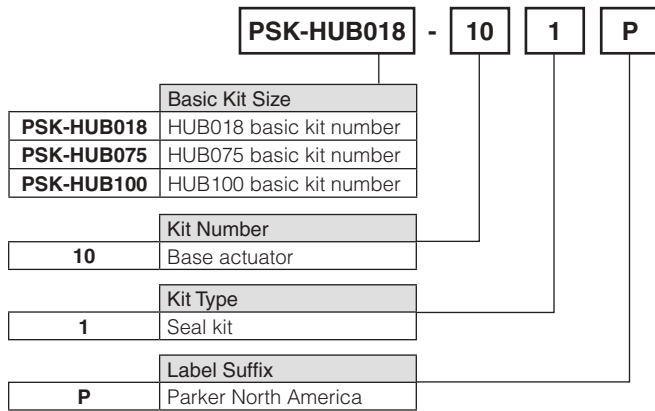 PSK-HUB018 - 10 1 P
Basic Kit Size
PSK-HUB018 HUB018 basic kit number
PSK-HUB075 HUB075 basic kit number
PSK-HUB100 HUB100 basic kit number
Kit Number
10 Base actuator
Kit Type
1 Seal kit
Label Suffix
P Parker North America